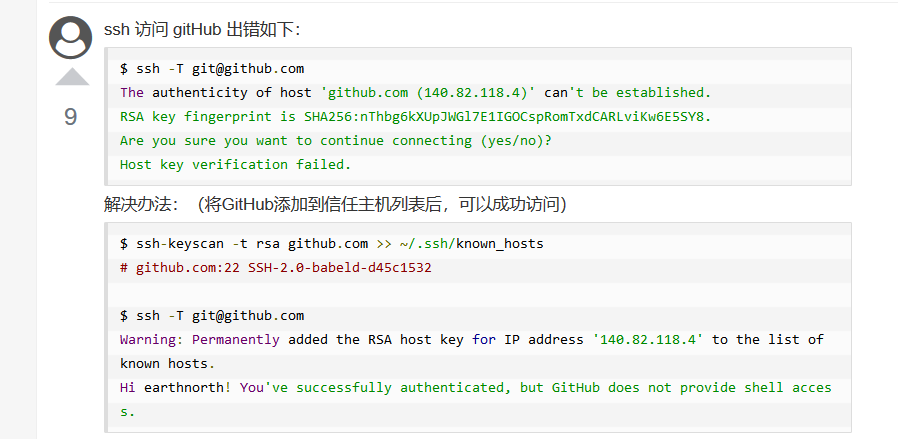 ssh 访问 gitHub 出错如下：
$ ssh -T git@github.com
The authenticity of host 'github.com (140.82.118.4)' can't be established.
RSA key fingerprint is SHA256:nThbg6kXUpJWGl7E1IGOCspRomTxdCARLviKw6E5SY8.
Are you sure you want to continue connecting (yes/no)?
Host key verification failed.
9
解决办法：（将GitHub添加到信任主机列表后，可以成功访问）
$ ssh-keyscan -t rsa github.com >> ~/.ssh/known_hosts
# github.com:22 SSH-2.0-babeld-d45c1532
$ ssh -T git@github.com
Warning: Permanently added the RSA host key for IP address '140.82.118.4' to the list of
known hosts.
Hi earthnorth! You've successfully authenticated, but GitHub does not provide shell acces
s.